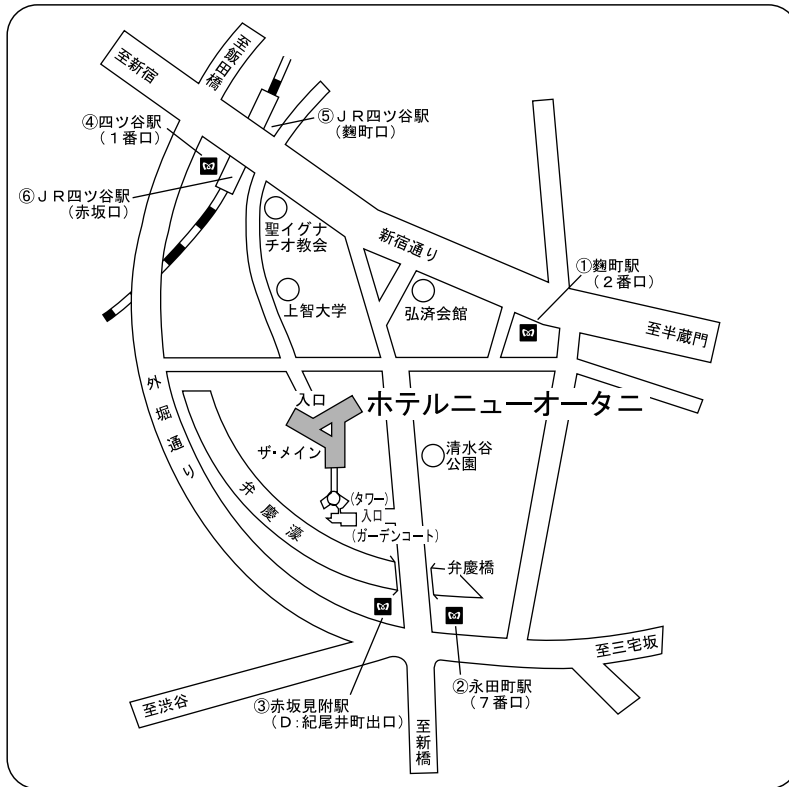 至新宿
至飯田橋
④四ツ谷駅
（１番口）
⑤ＪＲ四ツ谷駅
（麴町口）
⑥ＪＲ四ツ谷駅
（赤坂口）
聖イグナ
チオ教会
新宿通り
①麴町駅
（２番口）
上智大学
弘済会館
至半蔵門
外堀通り
入口
ホテルニューオータニ
ザ・メイン
清水谷
公園
弁慶濠
(タワー)
入口
(ガーデンコート)
弁慶橋
至三宅坂
②永田町駅
（７番口）
至渋谷
③赤坂見附駅
（Ｄ：紀尾井町出口）
至新橋